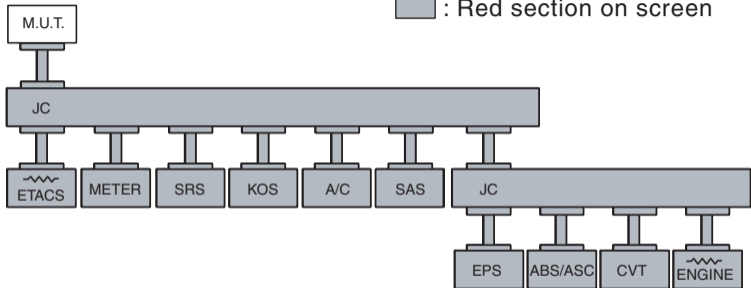 : Red section on screen
M.U.T.
JC
ETACS
METER
SRS
KOS
A/C
SAS
JC
EPS
ABS/ASC
CVT
ENGINE